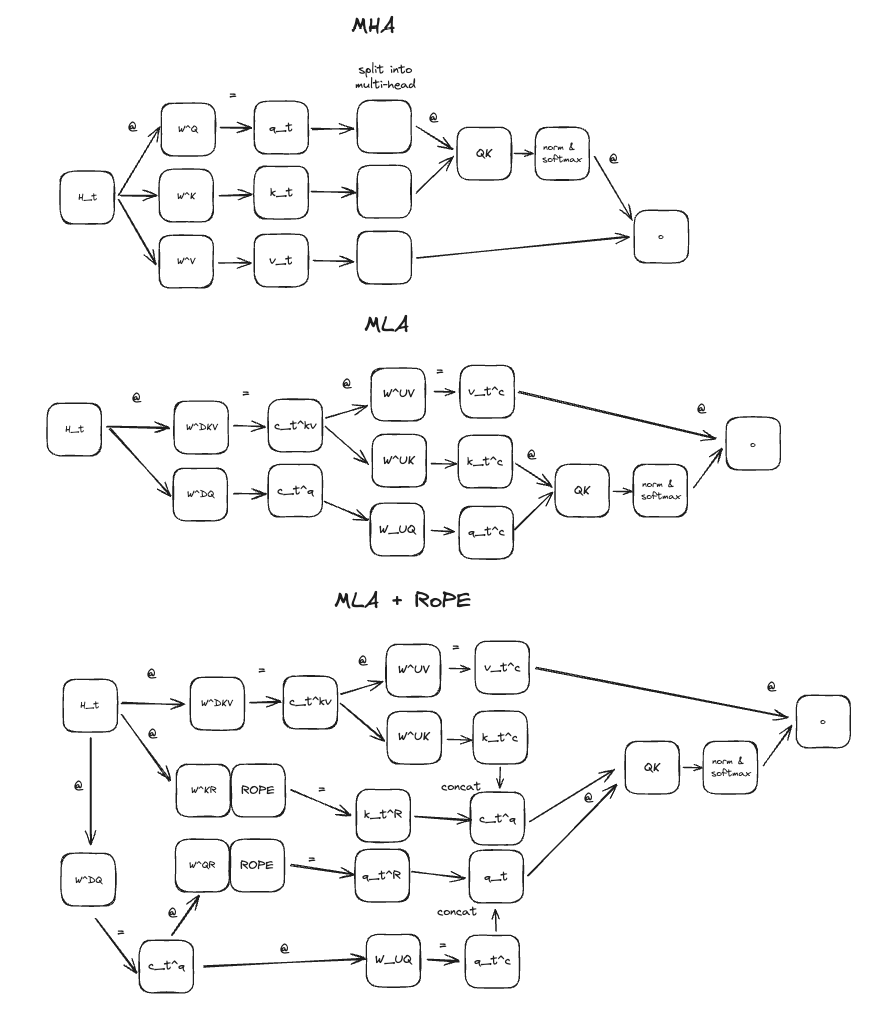 MHA
split into
multi-head
=
@
@
W^Q
q_t
QK
norm &
softmax
@
H_t
W^K
k_t
o
W^V
v_t
MLA
@
=
@
=
W^UV
v_t^c
@
H_t
W^DKV
c_t^kv
o
W^UK
k_t^c
@
QK
norm &
softmax
W^DQ
c_t^q
W_UQ
q_t^c
MLA + RoPE
@
=
@
=
W^UV
v_t^c
@
H_t
W^DKV
c_t^kv
o
@
W^UK
k_t^c
QK
norm &
softmax
@
W^KR
ROPE
=
concat
@
k_t^R
c_t^q
W^QR
ROPE
=
q_t^R
q_t
W^DQ
@
concat
=
@
=
c_t^q
W_UQ
q_t^c